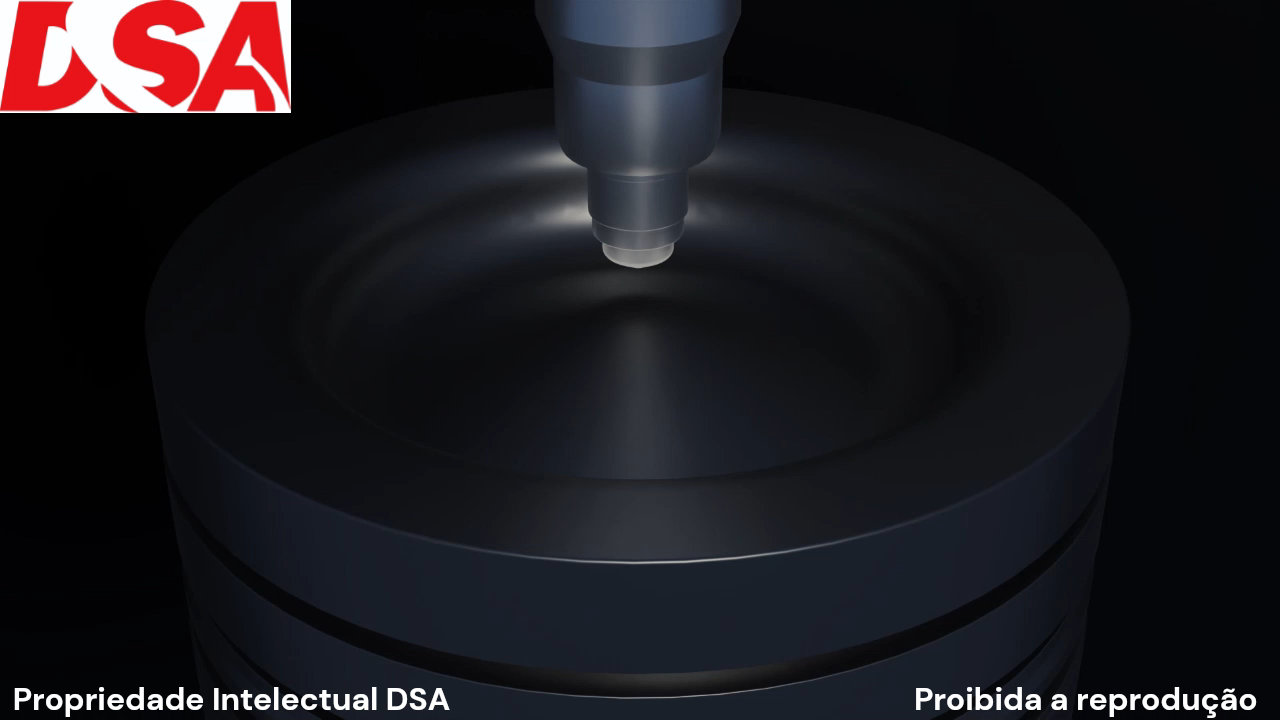 DSA
Propriedade Intelectual DSA
Proibida a reprodução